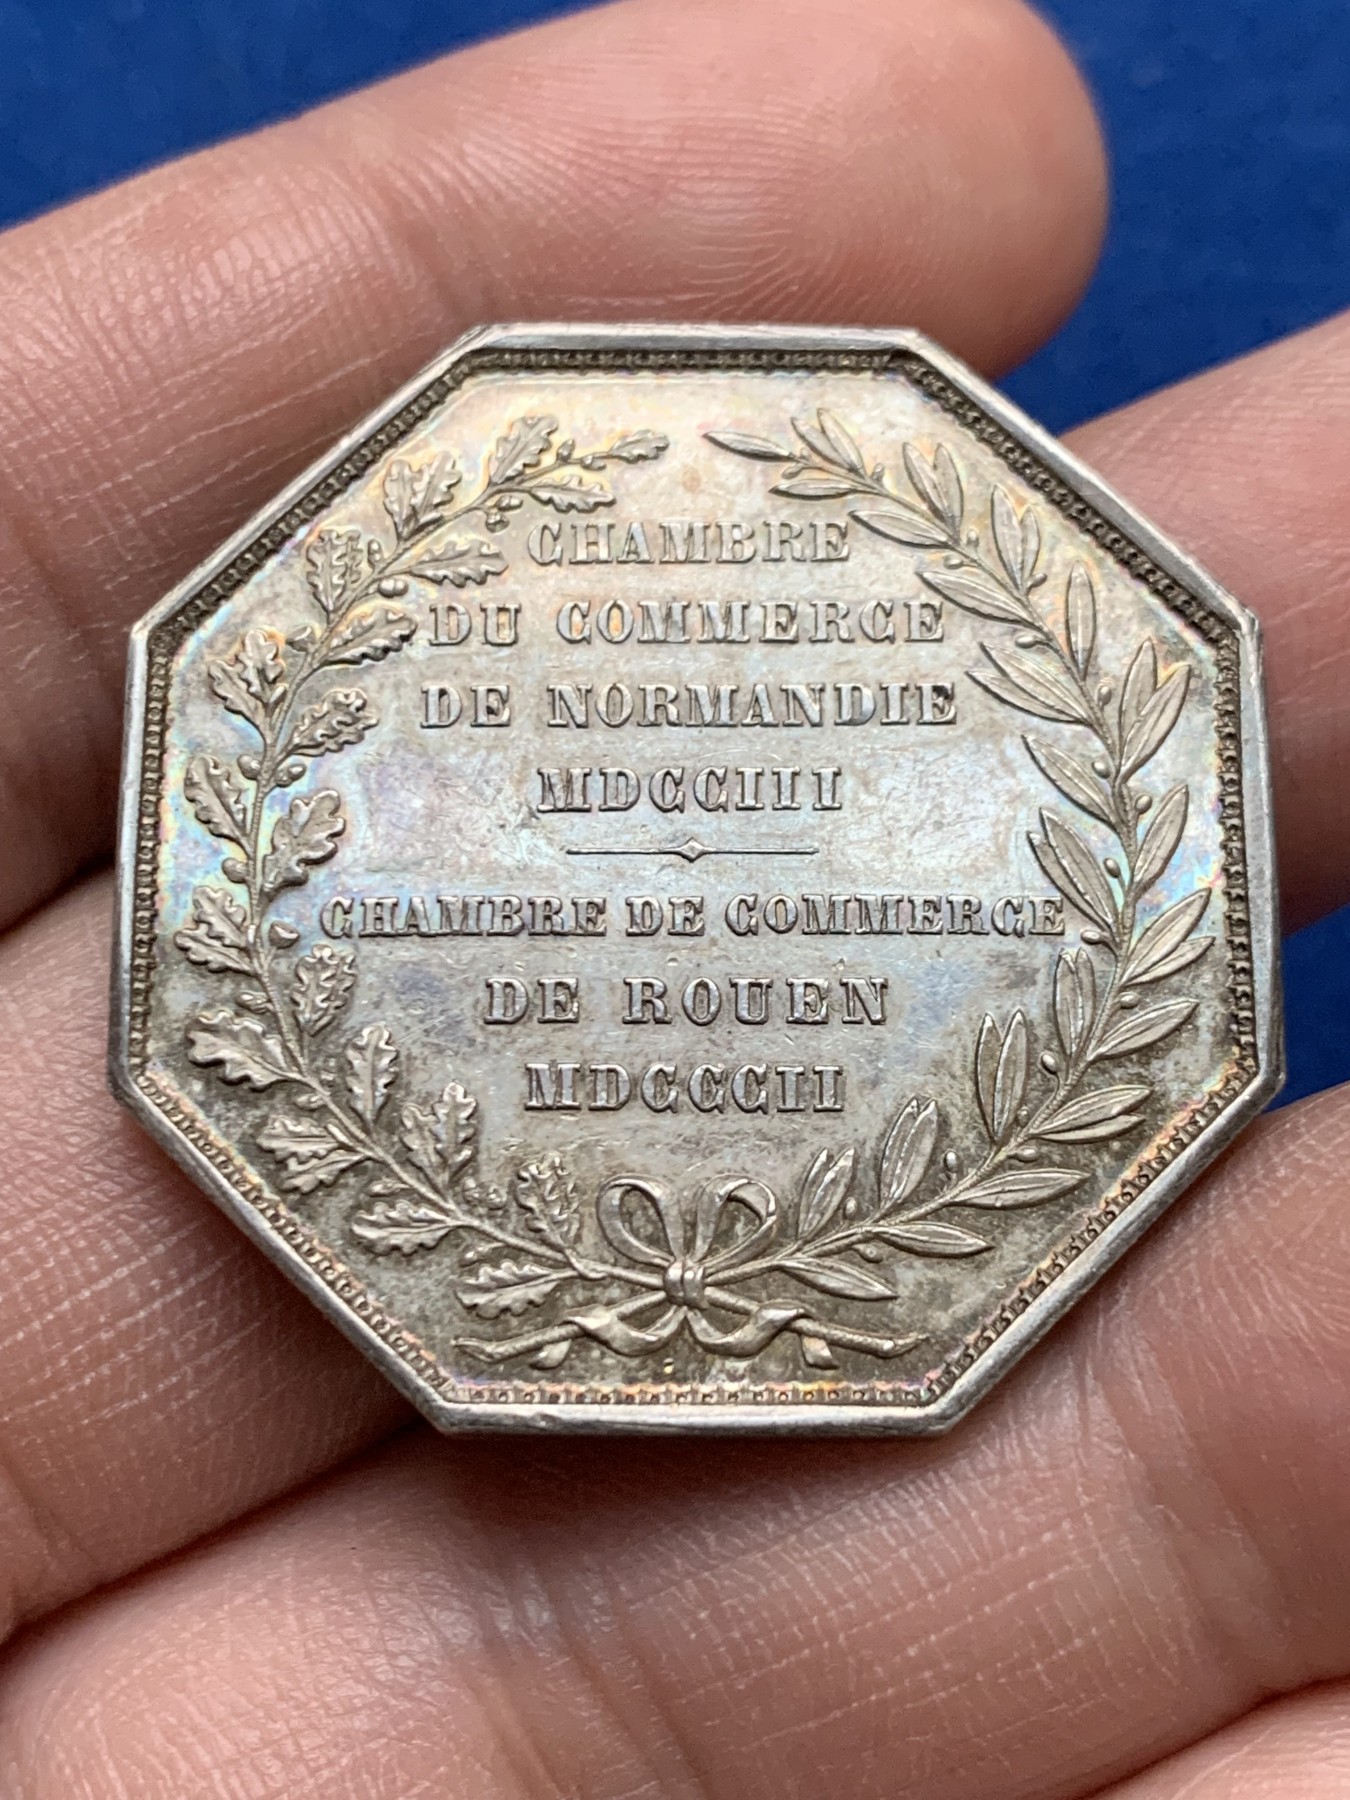 CHAMBRE
DU COMMERCE
DE NORMANDIE
MDCCIII
CHAMBRE DE COMMERCE
DE ROUEN
MDCCCII